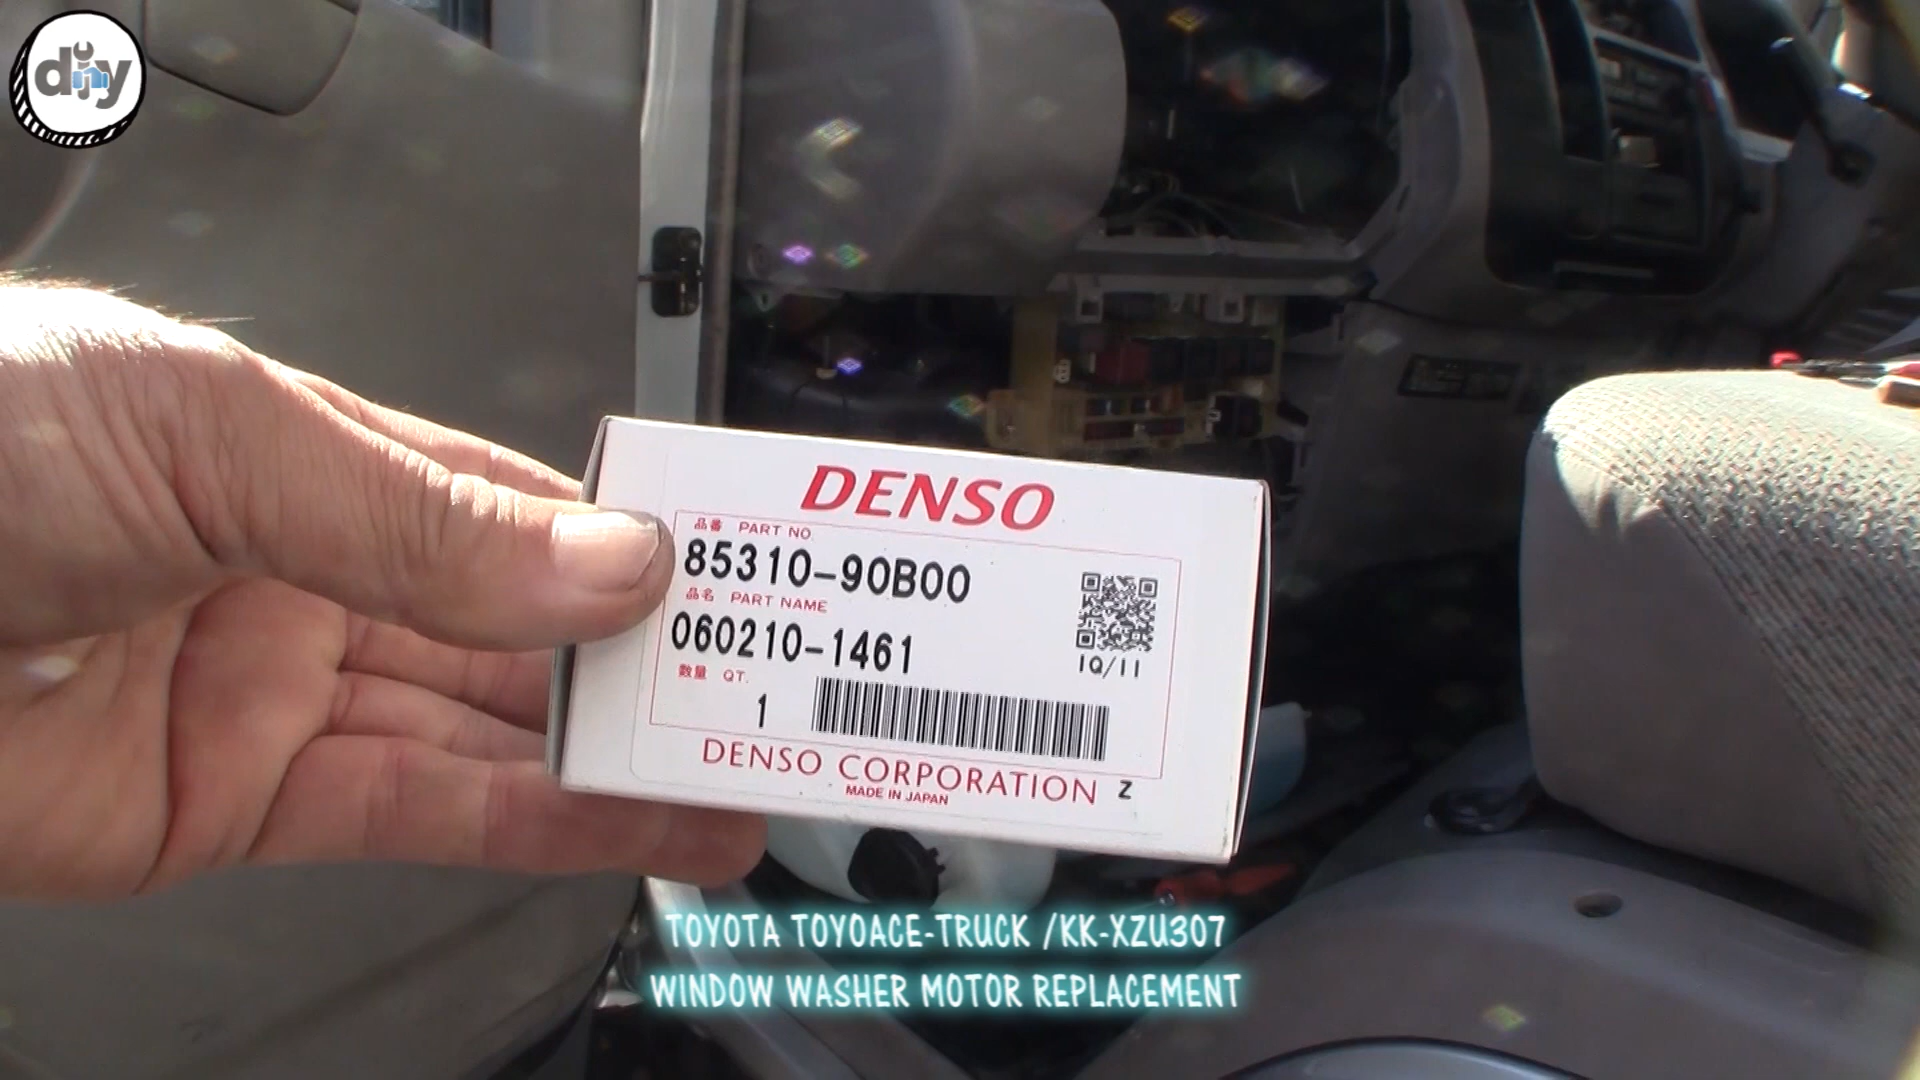 diy
DENSO
品番 PART NO.
85310-90B00
品名 PART NAME
060210-1461
1Q/11
数量 QT.
1
DENSO CORPORATION Z
MADE IN JAPAN
TOYOTA TOYOACE-TRUCK /KK-XZU307
WINDOW WASHER MOTOR REPLACEMENT